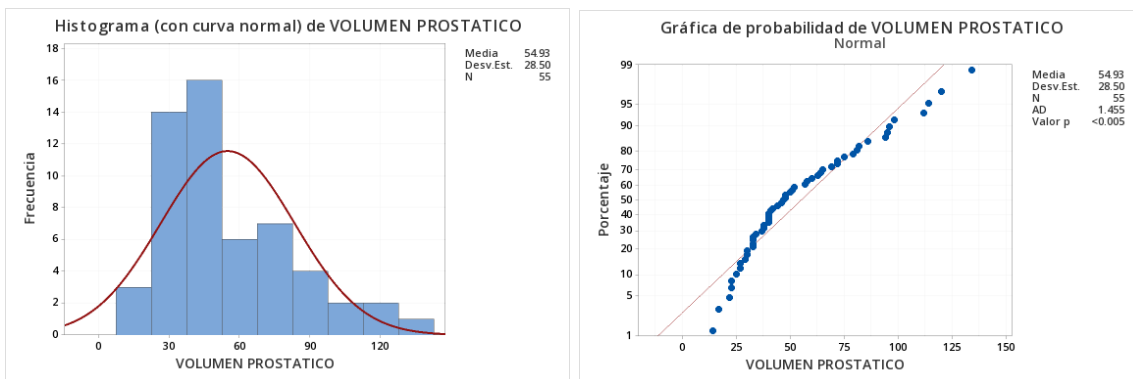 Histograma (con curva normal) de VOLUMEN PROSTATICO
Media 54.93
Desv.Est. 28.50
N 55
Frecuencia
18
16
14
12
10
8
6
4
2
0
0 30 60 90 120
VOLUMEN PROSTATICO
Gráfica de probabilidad de VOLUMEN PROSTATICO
Normal
Media 54.93
Desv.Est. 28.50
N 55
AD 1.455
Valor p <0.005
Porcentaje
99
95
90
80
70
60
50
40
30
20
10
5
1
0 25 50 75 100 125 150
VOLUMEN PROSTATICO